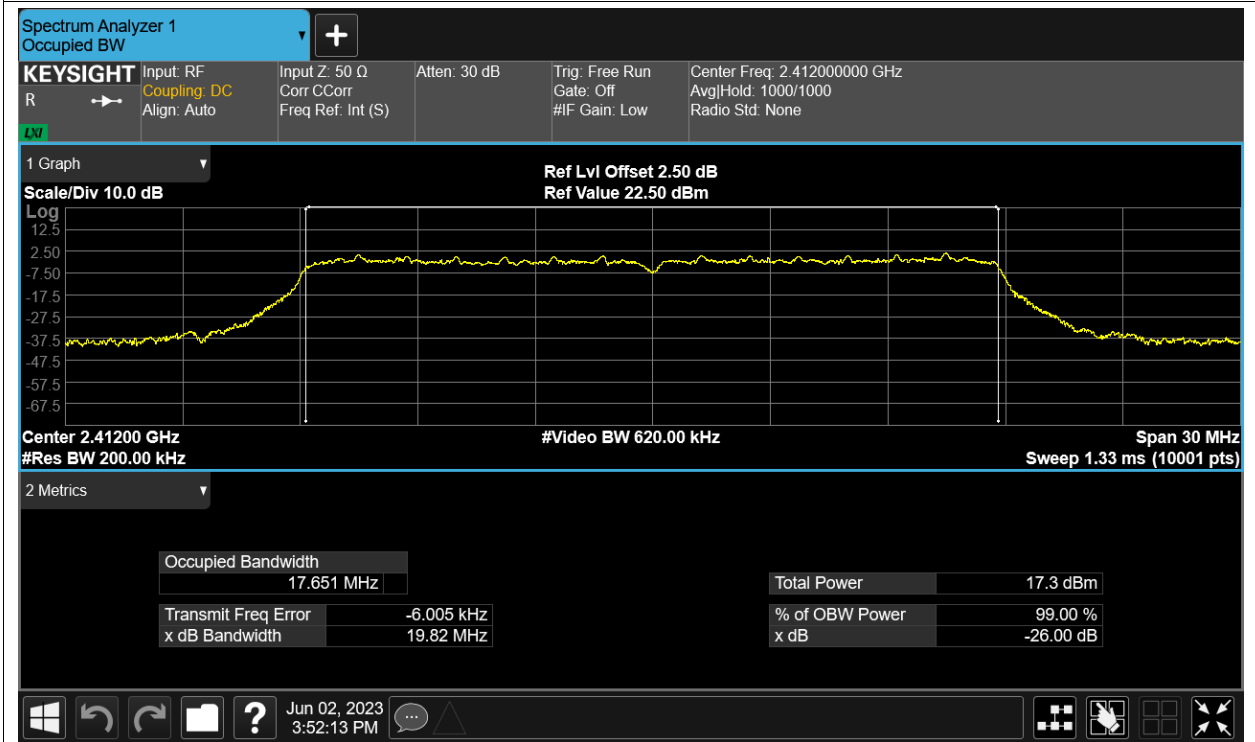 Spectrum Analyzer 1
Occupied BW
KEYSIGHT
R
LXI
Input: RF
Coupling: DC
Align: Auto
Input Z: 50 Ω
Corr CCorr
Freq Ref: Int (S)
Atten: 30 dB
Trig: Free Run
Gate: Off
#IF Gain: Low
Center Freq: 2.412000000 GHz
Avg|Hold: 1000/1000
Radio Std: None
1 Graph
Scale/Div 10.0 dB
Ref Lvl Offset 2.50 dB
Ref Value 22.50 dBm
Log
12.5
2.50
-7.50
-17.5
-27.5
-37.5
-47.5
-57.5
-67.5
Center 2.41200 GHz
#Video BW 620.00 kHz
Span 30 MHz
#Res BW 200.00 kHz
Sweep 1.33 ms (10001 pts)
2 Metrics
Occupied Bandwidth
17.651 MHz
Total Power 17.3 dBm
Transmit Freq Error -6.005 kHz
% of OBW Power 99.00 %
x dB Bandwidth 19.82 MHz
x dB -26.00 dB
?
Jun 02, 2023
3:52:13 PM